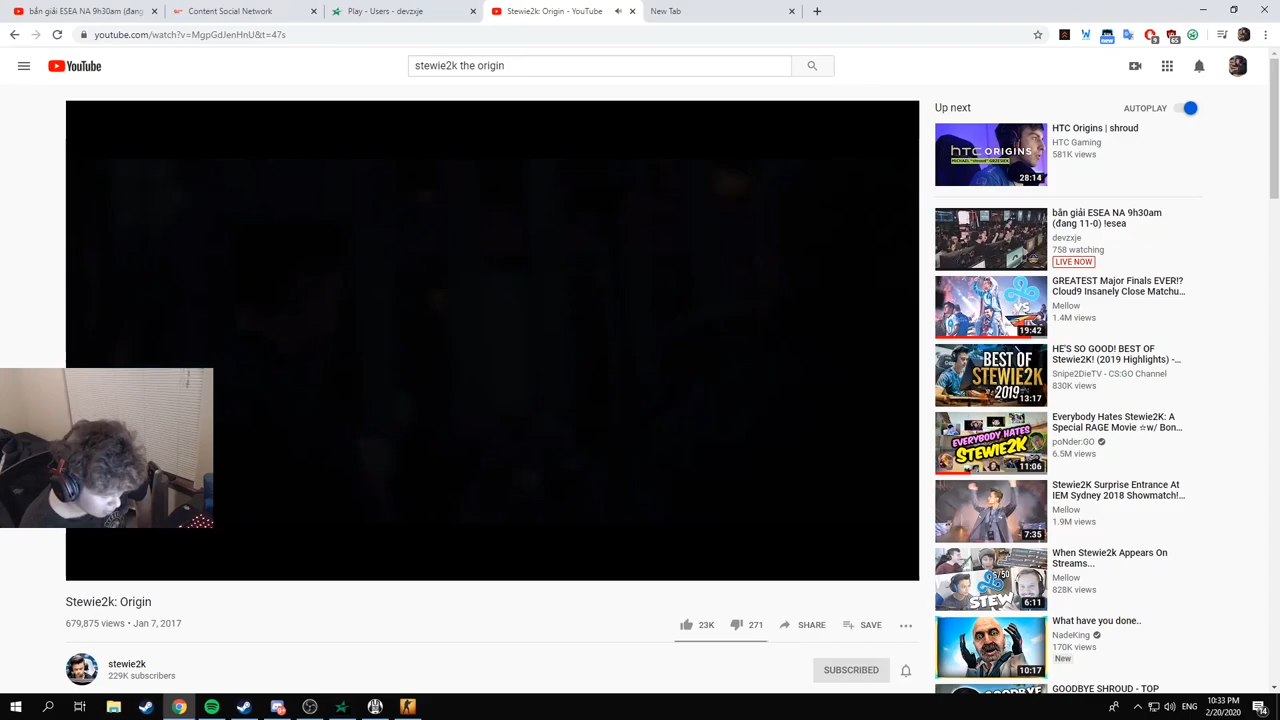 bắn giải ESEA NA 9h30am (đang
Content Social Network
Play - Users - devzxje
Stewie2k Origin - YouTube
New Tab
youtube.com/watch?v=MgpGdJenHnU&t=47s
YouTube
stewie2k the origin
Up next
AUTOPLAY
HTC Origins | shroud
HTC Gaming
581K views
hTC ORIGINS
28:14
bắn giải ESEA NA 9h30am
(đang 11-0) !esea
devzxje
758 watching
LIVE NOW
GREATEST Major Finals EVER!?
Cloud9 Insanely Close Matchu...
Mellow
1.4M views
VS
19:42
HE'S SO GOOD! BEST OF
Stewie2K! (2019 Highlights) -...
Snipe2DieTV - CS:GO Channel
830K views
BEST OF
STEWIE2K
2019
13:17
Everybody Hates Stewie2K: A
Special RAGE Movie ☆w/ Bon...
poNder:GO
6.5M views
EVERYBODY HATES
STEWIE2K
11:06
Stewie2K Surprise Entrance At
IEM Sydney 2018 Showmatch!...
Mellow
1.9M views
7:35
When Stewie2k Appears On
Streams...
Mellow
828K views
STEW
6:11
What have you done..
NadeKing
170K views
New
10:17
GOODBYE SHROUD - TOP
Stewie2k: Origin
679,875 views • Jan 7, 2017
23K
271
SHARE
SAVE
stewie2k
229K subscribers
SUBSCRIBED
ENG
10:33 PM
2/20/2020
14